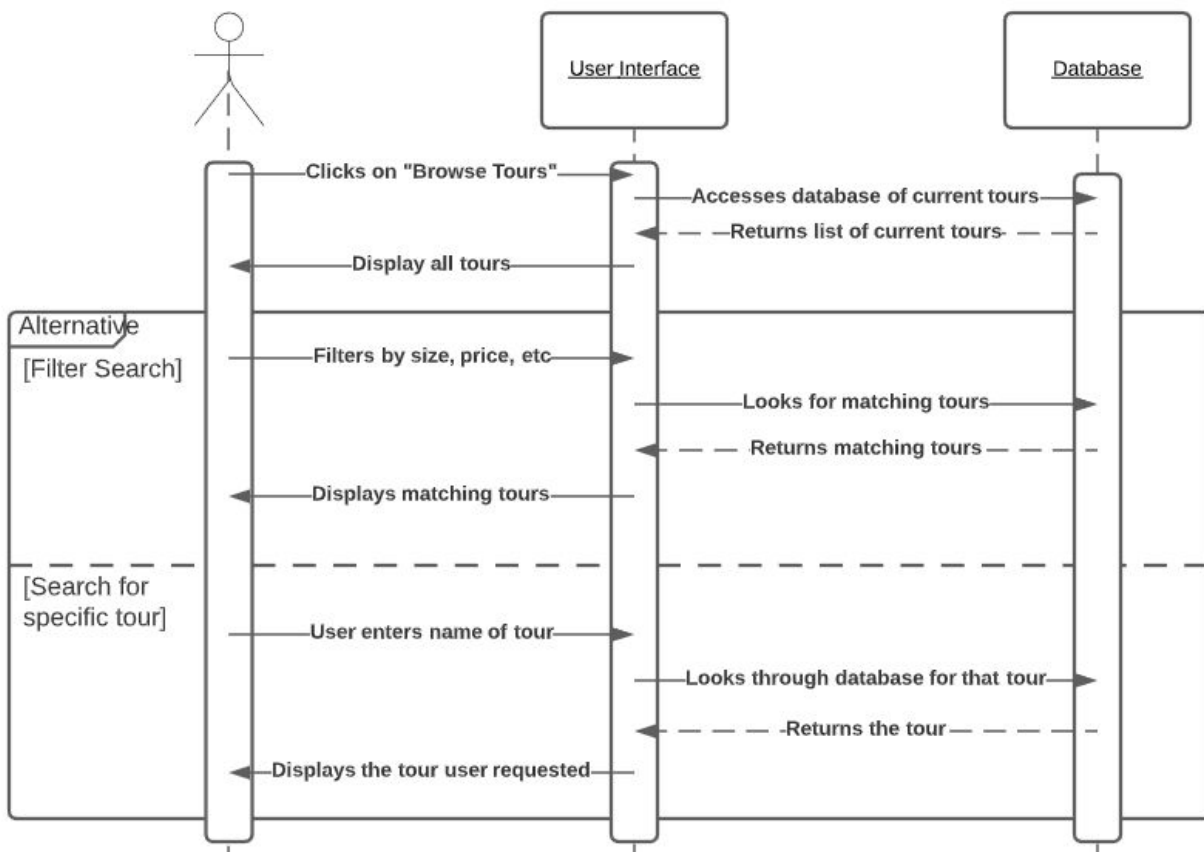 User Interface
Database
Clicks on "Browse Tours"
Accesses database of current tours
Returns list of current tours
Display all tours
Alternative
[Filter Search]
Filters by size, price, etc
Looks for matching tours
Returns matching tours
Displays matching tours
[Search for
specific tour]
User enters name of tour
Looks through database for that tour
Returns the tour
Displays the tour user requested